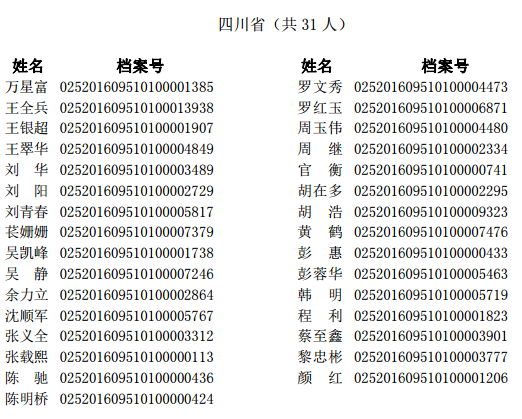 四川省（共 31 人）
姓名 档案号 姓名 档案号
万星富 025201609510100001385 罗文秀 025201609510100004473
王全兵 025201609510100013938 罗红玉 025201609510100006871
王银超 025201609510100001907 周玉伟 025201609510100004480
王翠华 025201609510100004849 周 继 025201609510100002334
刘 华 025201609510100003489 官 衡 025201609510100000741
刘 阳 025201609510100002729 胡在多 025201609510100002295
刘青春 025201609510100005817 胡 浩 025201609510100009323
苌姗姗 025201609510100007379 黄 鹤 025201609510100007476
吴凯峰 025201609510100001738 彭 惠 025201609510100000433
吴 静 025201609510100007246 彭蓉华 025201609510100005463
余力立 025201609510100002864 韩 明 025201609510100005719
沈顺军 025201609510100005767 程 利 025201609510100001823
张义全 025201609510100003312 蔡至鑫 025201609510100003901
张载熙 025201609510100000113 黎忠彬 025201609510100003777
陈 驰 025201609510100000436 颜 红 025201609510100001206
陈明桥 025201609510100000424